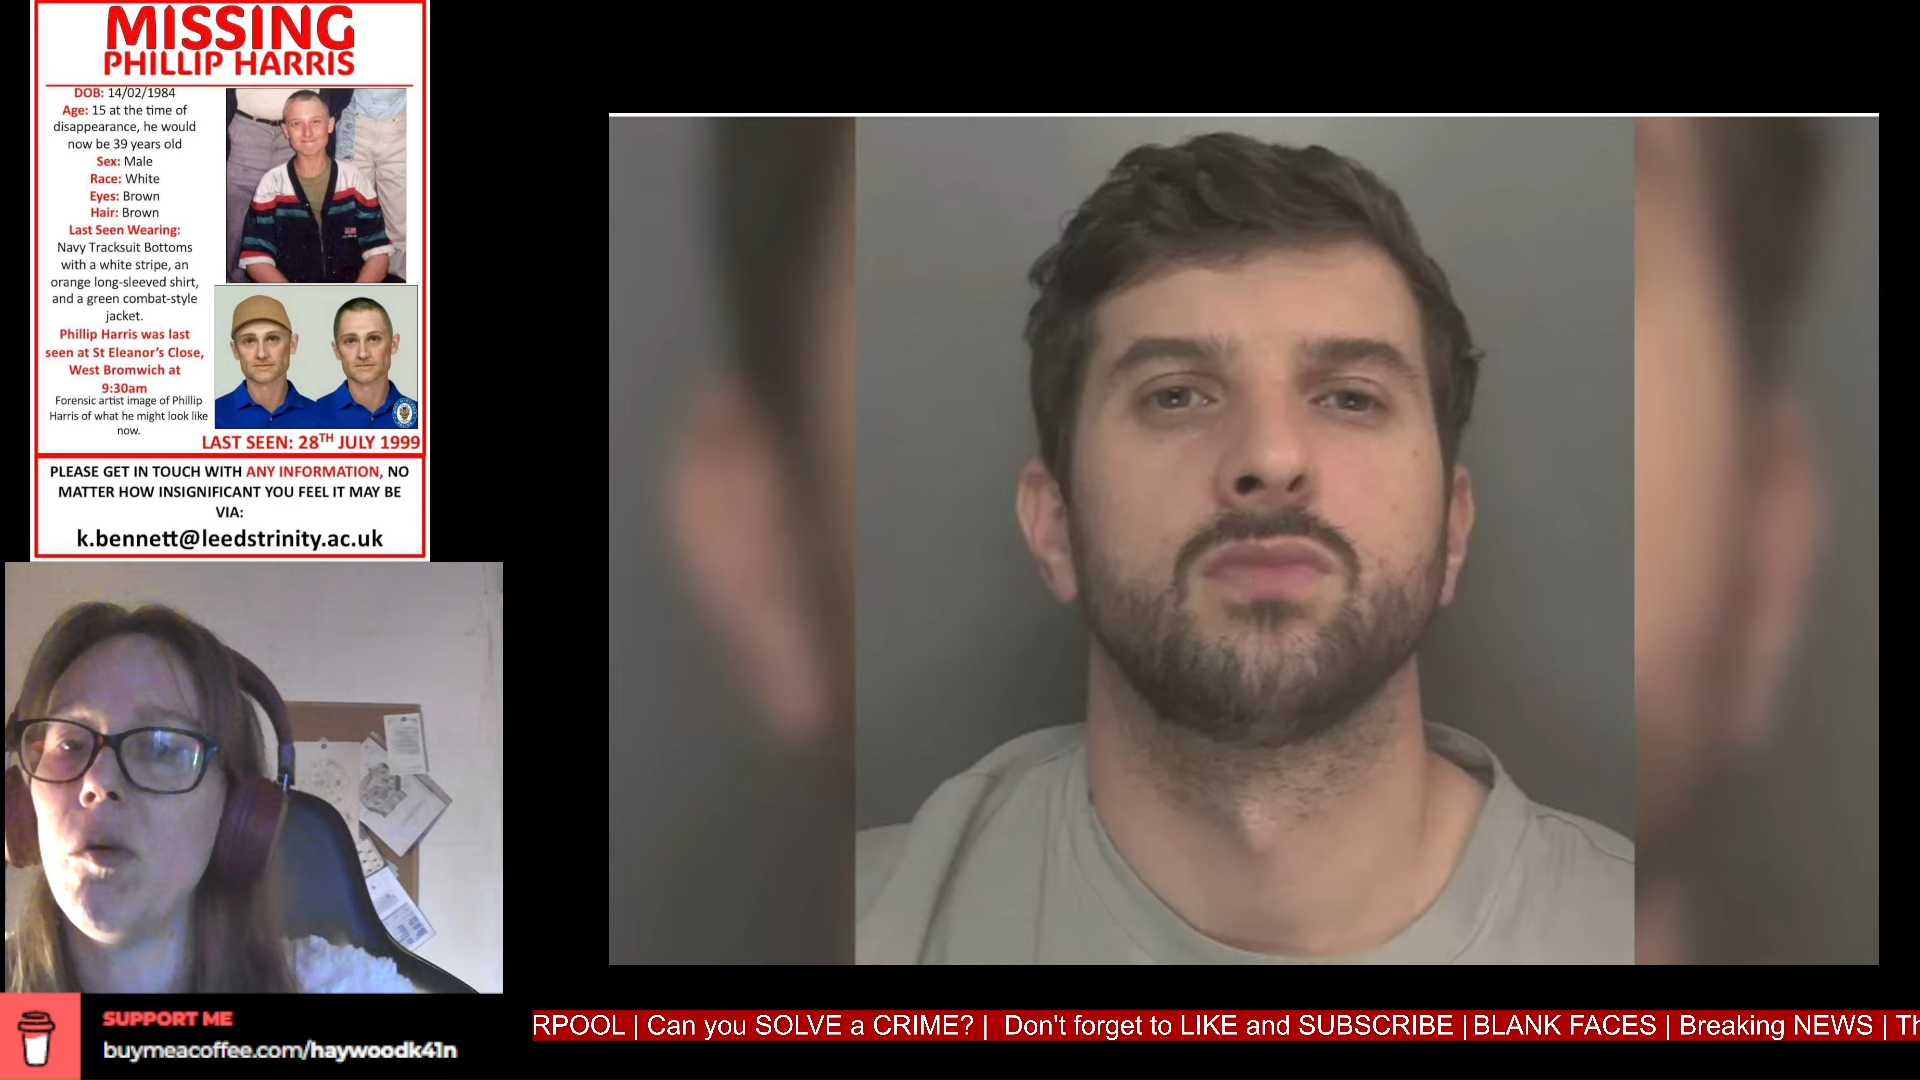 MISSING
PHILLIP HARRIS
DOB: 14/02/1984
Age: 15 at the time of
disappearance, he would
now be 39 years old
Sex: Male
Race: White
Eyes: Brown
Hair: Brown
Last Seen Wearing:
Navy Tracksuit Bottoms
with a white stripe, an
orange long-sleeved shirt,
and a green combat-style
jacket.
Phillip Harris was last
seen at St Eleanor's Close,
West Bromwich at
9:30am
Forensic artist image of Phillip
Harris of what he might look like
now.
LAST SEEN: 28TH JULY 1999
PLEASE GET IN TOUCH WITH ANY INFORMATION, NO
MATTER HOW INSIGNIFICANT YOU FEEL IT MAY BE
VIA:
k.bennett@leedstrinity.ac.uk
SUPPORT ME
buymeacoffee.com/haywoodk41n
RPOOL | Can you SOLVE a CRIME? | Don't forget to LIKE and SUBSCRIBE | BLANK FACES | Breaking NEWS | Th